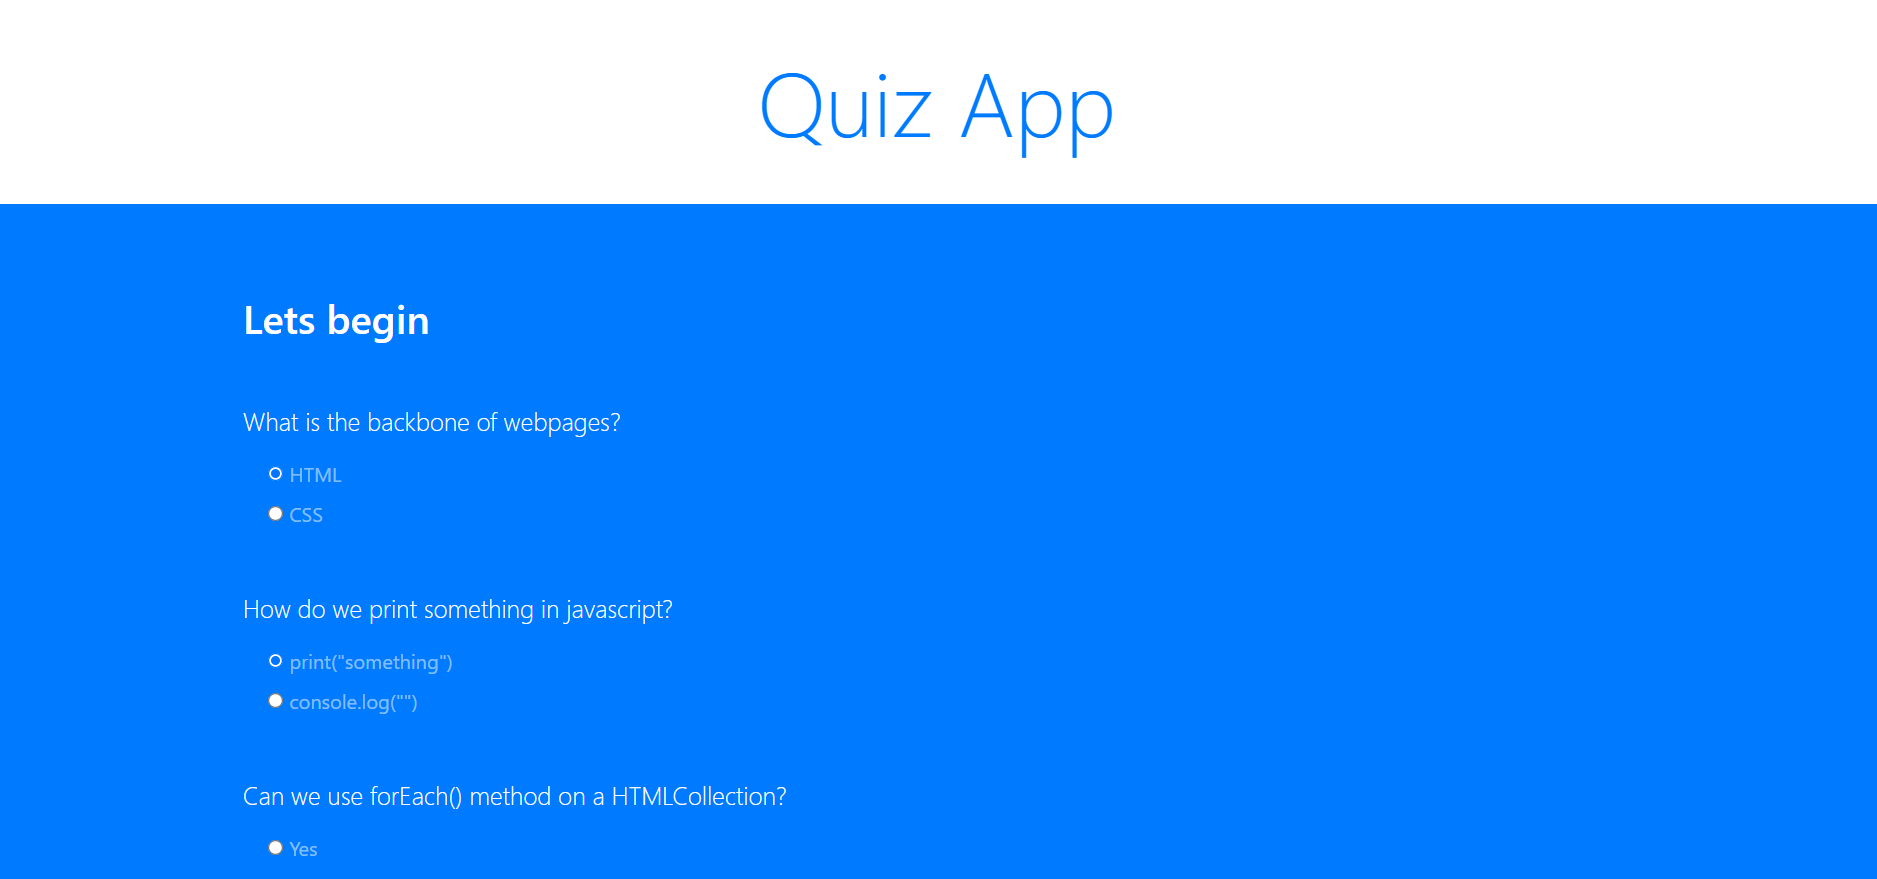 Quiz App
Lets begin
What is the backbone of webpages?
HTML
CSS
How do we print something in javascript?
print("something")
console.log("")
Can we use forEach() method on a HTMLCollection?
Yes